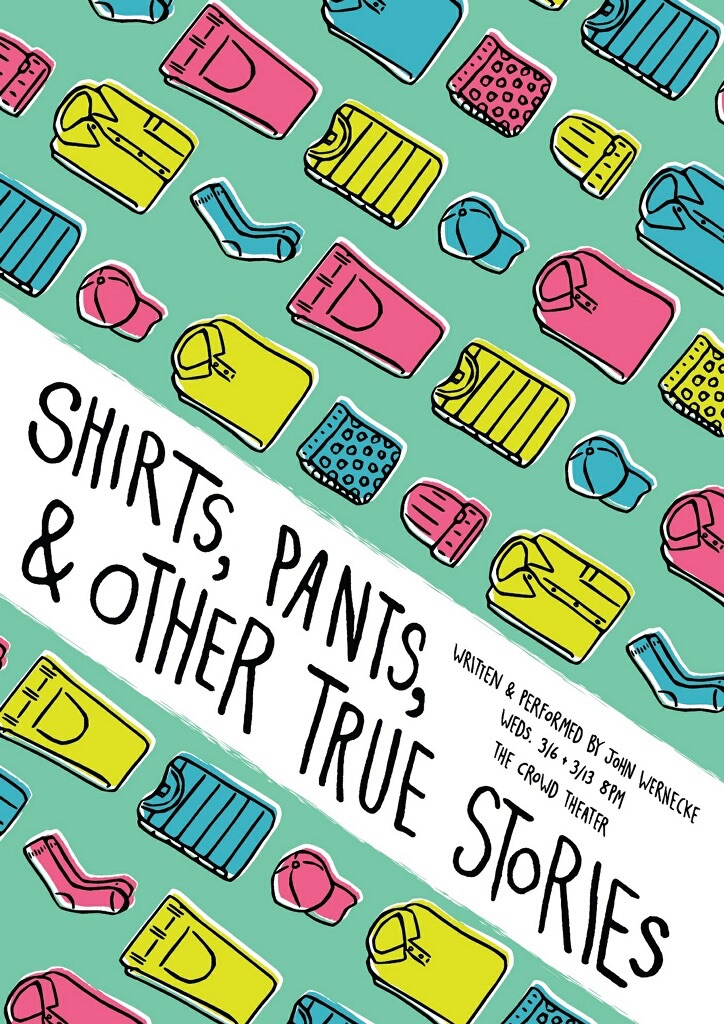 SHIRTS, PANTS,
& OTHER TRUE STORIES
WRITTEN & PERFORMED BY JOHN WERNECKE
WEDS. 3/6 + 3/13 8PM
THE CROWD THEATER